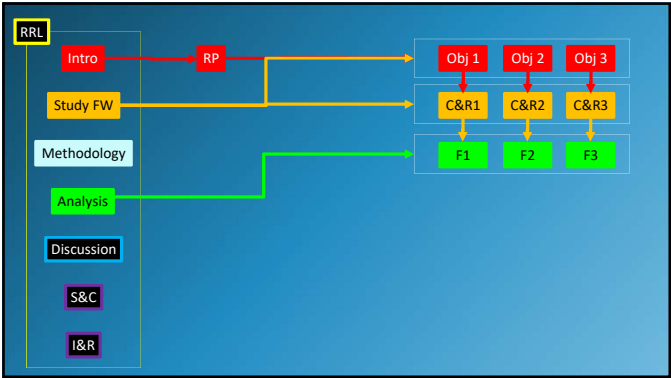 RRL
Intro
RP
Obj 1
Obj 2
Obj 3
Study FW
C&R1
C&R2
C&R3
Methodology
F1
F2
F3
Analysis
Discussion
S&C
I&R